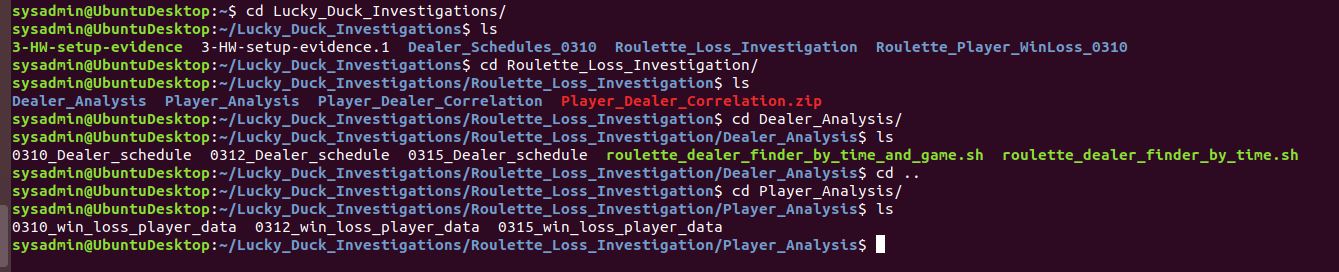 sysadmin@UbuntuDesktop:~$ cd Lucky_Duck_Investigations/
sysadmin@UbuntuDesktop:~/Lucky_Duck_Investigations$ ls
3-HW-setup-evidence  3-HW-setup-evidence.1  Dealer_Schedules_0310  Roulette_Loss_Investigation  Roulette_Player_WinLoss_0310
sysadmin@UbuntuDesktop:~/Lucky_Duck_Investigations$ cd Roulette_Loss_Investigation/
sysadmin@UbuntuDesktop:~/Lucky_Duck_Investigations/Roulette_Loss_Investigation$ ls
Dealer_Analysis  Player_Analysis  Player_Dealer_Correlation  Player_Dealer_Correlation.zip
sysadmin@UbuntuDesktop:~/Lucky_Duck_Investigations/Roulette_Loss_Investigation$ cd Dealer_Analysis/
sysadmin@UbuntuDesktop:~/Lucky_Duck_Investigations/Roulette_Loss_Investigation/Dealer_Analysis$ ls
0310_Dealer_schedule  0312_Dealer_schedule  0315_Dealer_schedule  roulette_dealer_finder_by_time_and_game.sh  roulette_dealer_finder_by_time.sh
sysadmin@UbuntuDesktop:~/Lucky_Duck_Investigations/Roulette_Loss_Investigation/Dealer_Analysis$ cd ..
sysadmin@UbuntuDesktop:~/Lucky_Duck_Investigations/Roulette_Loss_Investigation$ cd Player_Analysis/
sysadmin@UbuntuDesktop:~/Lucky_Duck_Investigations/Roulette_Loss_Investigation/Player_Analysis$ ls
0310_win_loss_player_data  0312_win_loss_player_data  0315_win_loss_player_data
sysadmin@UbuntuDesktop:~/Lucky_Duck_Investigations/Roulette_Loss_Investigation/Player_Analysis$